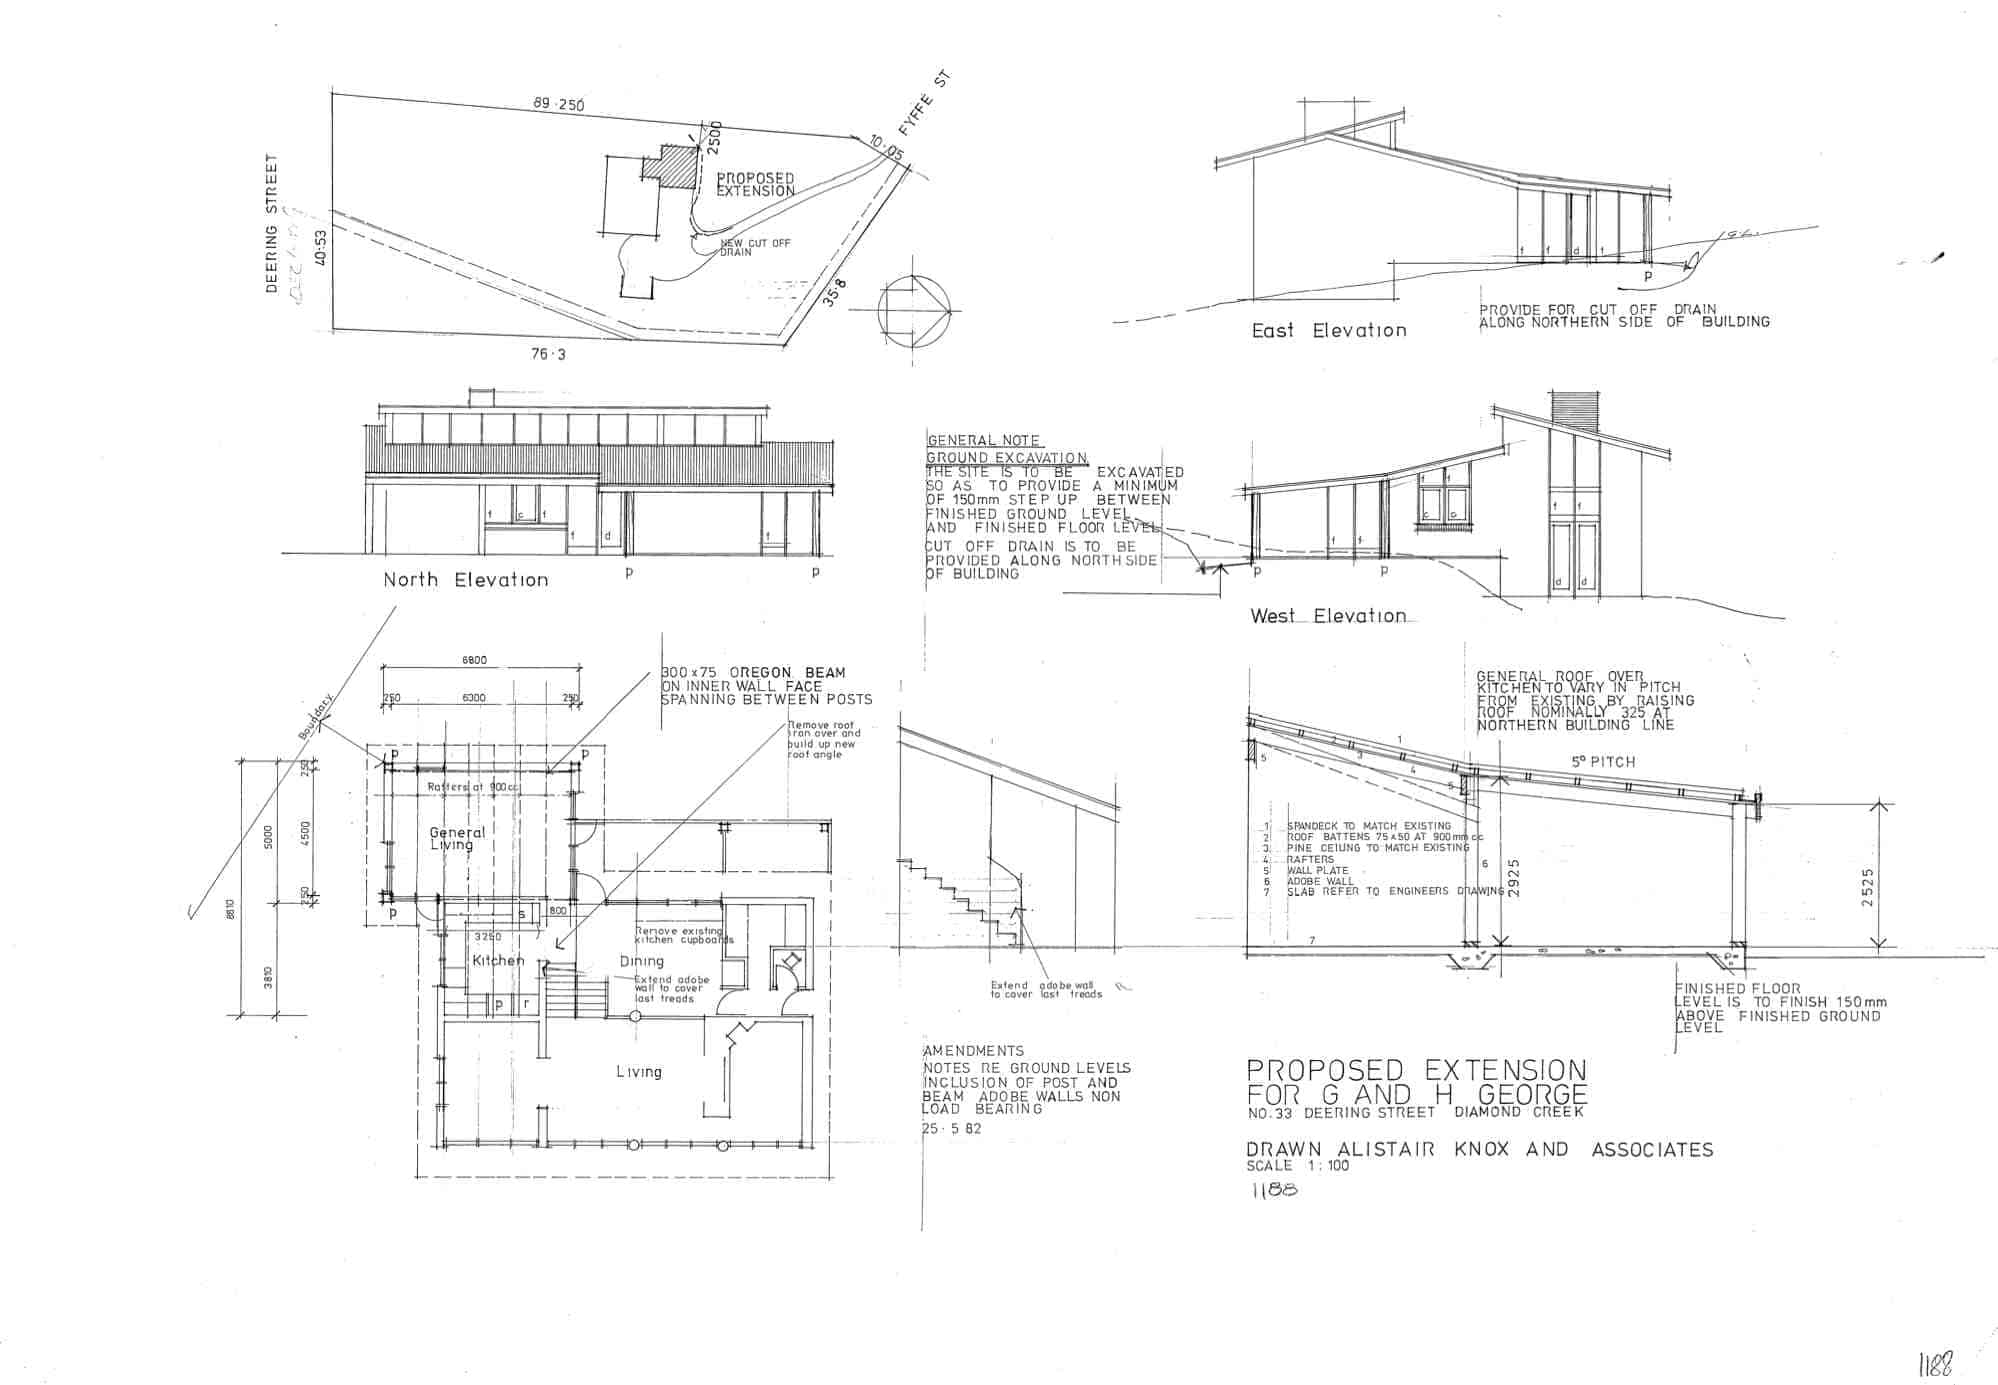 89·250
FYFFE ST
10·05
2500
PROPOSED
EXTENSION
DEERING STREET
40·53
NEW CUT OFF
DRAIN
35·8
76·3
f
f
d
f
G.L.
p
East Elevation
PROVIDE FOR CUT OFF DRAIN
ALONG NORTHERN SIDE OF BUILDING
f
c
f
f
d
f
p
p
North Elevation
GENERAL NOTE
GROUND EXCAVATION.
THE SITE IS TO BE EXCAVATED
SO AS TO PROVIDE A MINIMUM
OF 150mm STEP UP BETWEEN
FINISHED GROUND LEVEL
AND FINISHED FLOOR LEVEL
CUT OFF DRAIN IS TO BE
PROVIDED ALONG NORTH SIDE
OF BUILDING
f
f
c
c
f
f
f
f
d
d
p
p
West Elevation
6800
250
6300
250
Boundary
300 x 75 OREGON BEAM
ON INNER WALL FACE
SPANNING BETWEEN POSTS
Remove roof
iron over and
build up new
roof angle
p
p
Rafters at 900cc
General
Living
250
5000
4500
250
8810
3810
p
s
800
3250
Kitchen
Remove existing
kitchen cupboards
Dining
Extend adobe
wall to cover
last treads
p
r
Living
Extend adobe wall
to cover last treads
AMENDMENTS
NOTES RE GROUND LEVELS
INCLUSION OF POST AND
BEAM ADOBE WALLS NON
LOAD BEARING
25·5 82
GENERAL ROOF OVER
KITCHEN TO VARY IN PITCH
FROM EXISTING BY RAISING
ROOF NOMINALLY 325 AT
NORTHERN BUILDING LINE
5° PITCH
2
1
3
4
5
5
1 SPANDECK TO MATCH EXISTING
2 ROOF BATTENS 75 x 50 AT 900mm cc
3 PINE CEILING TO MATCH EXISTING
4 RAFTERS
5 WALL PLATE
6 ADOBE WALL
7 SLAB REFER TO ENGINEERS DRAWING
6
2925
2525
7
FINISHED FLOOR
LEVEL IS TO FINISH 150mm
ABOVE FINISHED GROUND
LEVEL
PROPOSED EXTENSION
FOR G AND H GEORGE
NO. 33 DEERING STREET DIAMOND CREEK
DRAWN ALISTAIR KNOX AND ASSOCIATES
SCALE 1:100
1188
1188